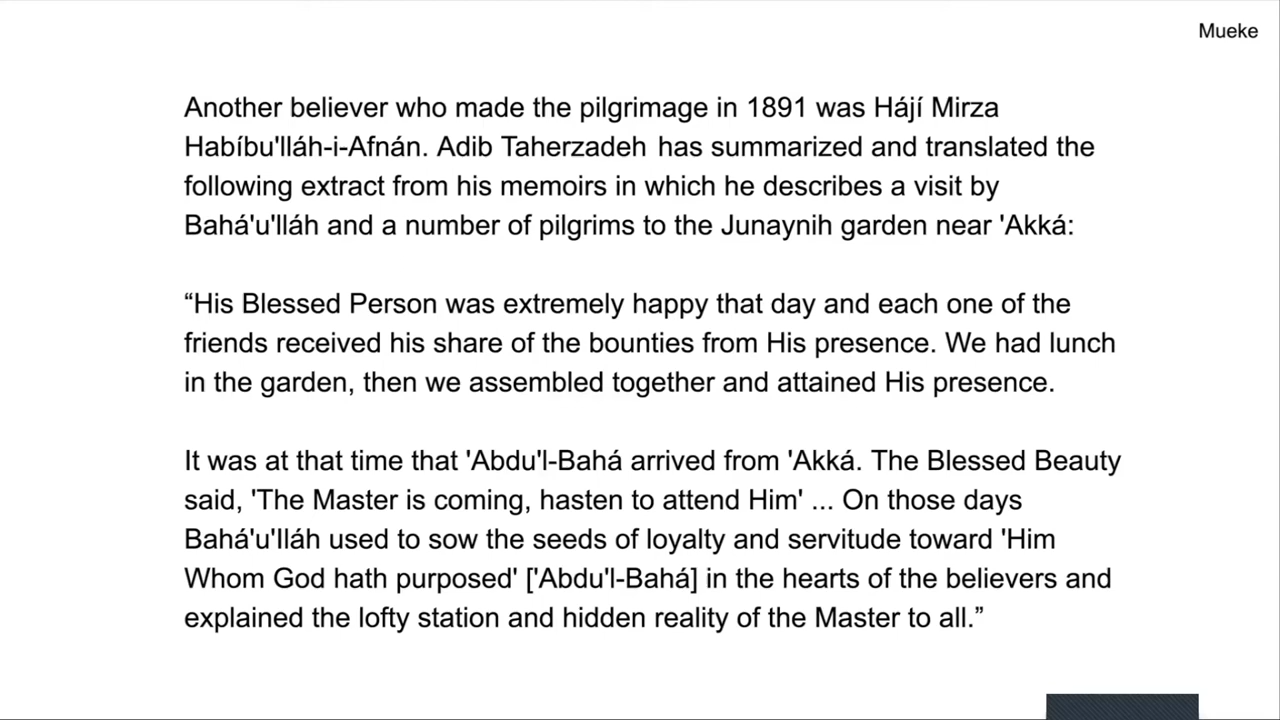 Mueke
Another believer who made the pilgrimage in 1891 was Hájí Mirza
Habíbu'lláh-i-Afnán. Adib Taherzadeh has summarized and translated the
following extract from his memoirs in which he describes a visit by
Bahá'u'lláh and a number of pilgrims to the Junaynih garden near 'Akká:
“His Blessed Person was extremely happy that day and each one of the
friends received his share of the bounties from His presence. We had lunch
in the garden, then we assembled together and attained His presence.
It was at that time that 'Abdu'l-Bahá arrived from 'Akká. The Blessed Beauty
said, 'The Master is coming, hasten to attend Him' ... On those days
Bahá'u'lláh used to sow the seeds of loyalty and servitude toward 'Him
Whom God hath purposed' ['Abdu'l-Bahá] in the hearts of the believers and
explained the lofty station and hidden reality of the Master to all.”